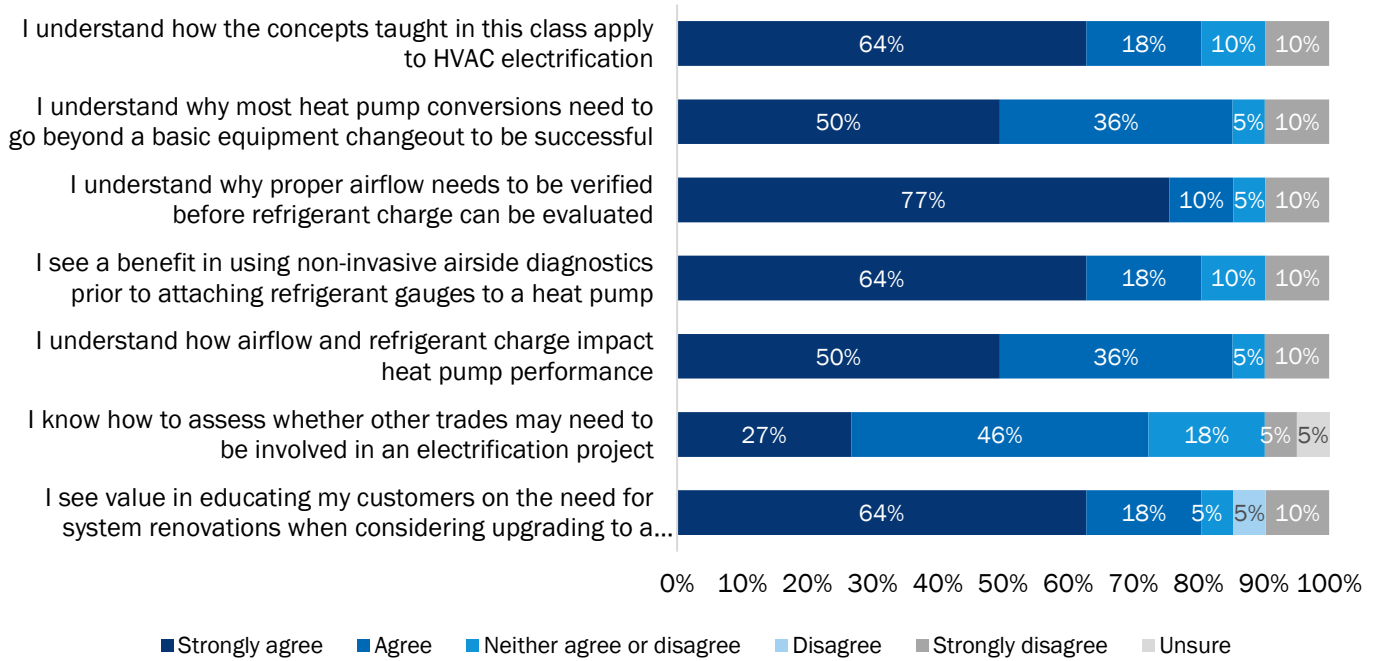 I understand how the concepts taught in this class apply
to HVAC electrification
64% 18% 10% 10%
I understand why most heat pump conversions need to
go beyond a basic equipment changeout to be successful
50% 36% 5% 10%
I understand why proper airflow needs to be verified
before refrigerant charge can be evaluated
77% 10% 5% 10%
I see a benefit in using non-invasive airside diagnostics
prior to attaching refrigerant gauges to a heat pump
64% 18% 10% 10%
I understand how airflow and refrigerant charge impact
heat pump performance
50% 36% 5% 10%
I know how to assess whether other trades may need to
be involved in an electrification project
27% 46% 18% 5% 5%
I see value in educating my customers on the need for
system renovations when considering upgrading to a...
64% 18% 5% 5% 10%
0% 10% 20% 30% 40% 50% 60% 70% 80% 90% 100%
Strongly agree Agree Neither agree or disagree Disagree Strongly disagree Unsure